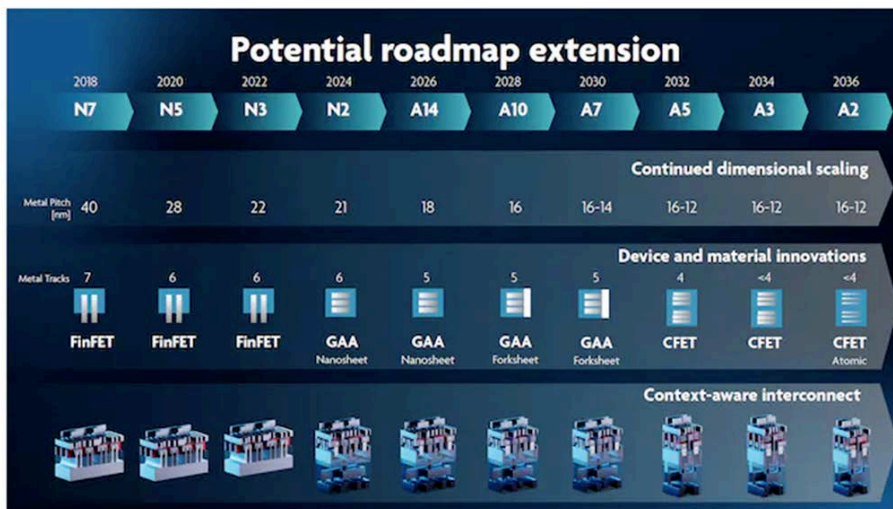 Potential roadmap extension
2018 2020 2022 2024 2026 2028 2030 2032 2034 2036
N7 N5 N3 N2 A14 A10 A7 A5 A3 A2
Continued dimensional scaling
Metal Pitch
[nm]
40 28 22 21 18 16 16-14 16-12 16-12 16-12
Device and material innovations
Metal Tracks 7 6 6 6 5 5 5 4 <4 <4
FinFET FinFET FinFET GAA GAA GAA GAA CFET CFET CFET
Nanosheet Nanosheet Forksheet Forksheet Atomic
Context-aware interconnect